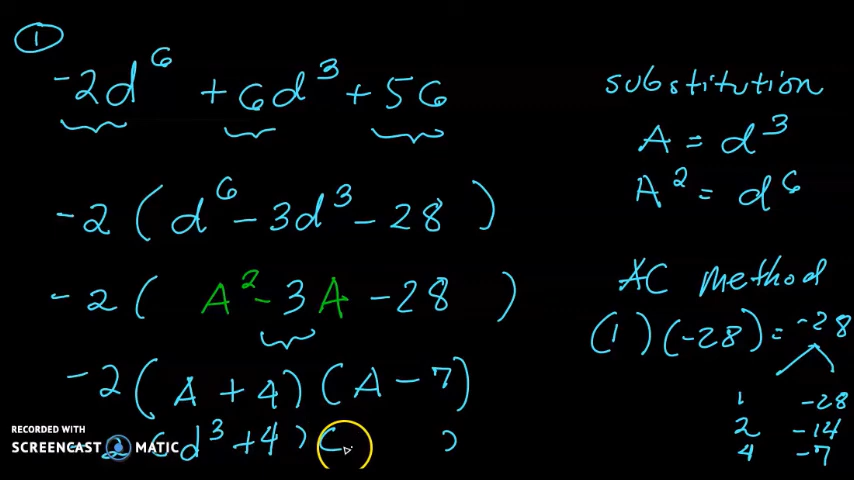 ①
-2d⁶ + 6d³ + 56
-2 ( d⁶ - 3d³ - 28 )
-2 ( A² - 3A - 28 )
-2 ( A + 4 ) ( A - 7 )
-2 ( d³ + 4 ) ( )
substitution
A = d³
A² = d⁶
AC method
( 1 ) ( -28 ) = -28
1 -28
2 -14
4 -7
RECORDED WITH
SCREENCAST MATIC